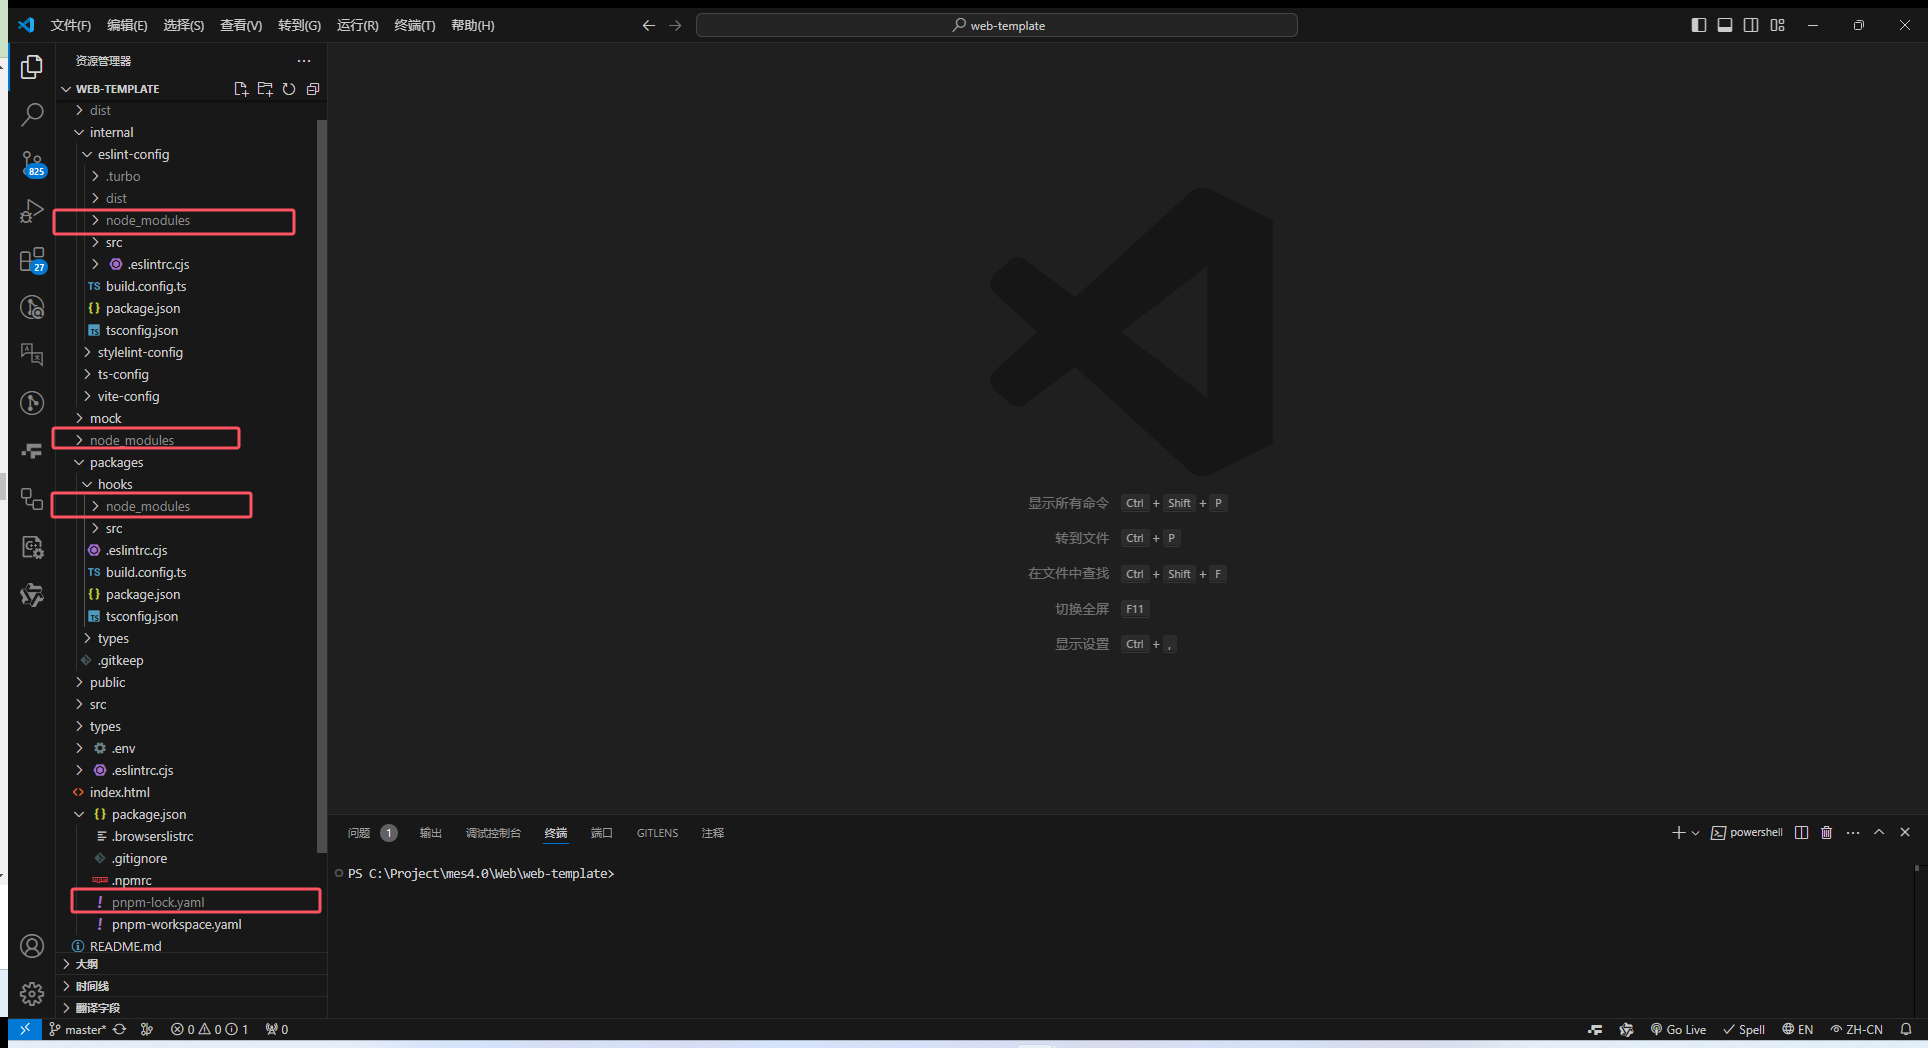 文件(F) 编辑(E) 选择(S) 查看(V) 转到(G) 运行(R) 终端(T) 帮助(H)
web-template
资源管理器
WEB-TEMPLATE
dist
internal
eslint-config
.turbo
dist
node_modules
src
.eslintrc.cjs
TS build.config.ts
{} package.json
TS tsconfig.json
stylelint-config
ts-config
vite-config
mock
node_modules
packages
hooks
node_modules
src
.eslintrc.cjs
TS build.config.ts
{} package.json
TS tsconfig.json
types
.gitkeep
public
src
types
.env
.eslintrc.cjs
index.html
{} package.json
.browserslistrc
.gitignore
.npmrc
! pnpm-lock.yaml
! pnpm-workspace.yaml
README.md
大纲
时间线
翻译字段
825
27
显示所有命令 Ctrl + Shift + P
转到文件 Ctrl + P
在文件中查找 Ctrl + Shift + F
切换全屏 F11
显示设置 Ctrl + ,
问题 1 输出 调试控制台 终端 端口 GITLENS 注释
powershell
PS C:\Project\mes4.0\Web\web-template>
master* 0 0 1 0
Go Live Spell EN ZH-CN